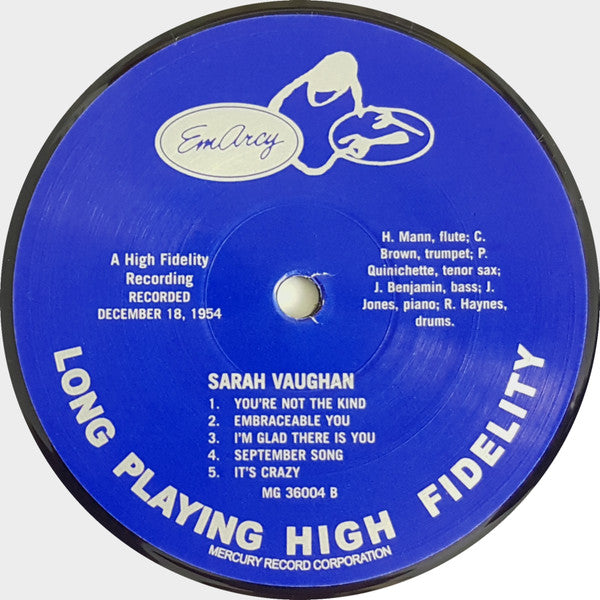 EmArcy
A High Fidelity
Recording
RECORDED
DECEMBER 18, 1954
H. Mann, flute; C.
Brown, trumpet; P.
Quinichette, tenor sax;
J. Benjamin, bass; J.
Jones, piano; R. Haynes,
drums.
SARAH VAUGHAN
1. YOU'RE NOT THE KIND
2. EMBRACEABLE YOU
3. I'M GLAD THERE IS YOU
4. SEPTEMBER SONG
5. IT'S CRAZY
MG 36004 B
LONG PLAYING HIGH FIDELITY
MERCURY RECORD CORPORATION